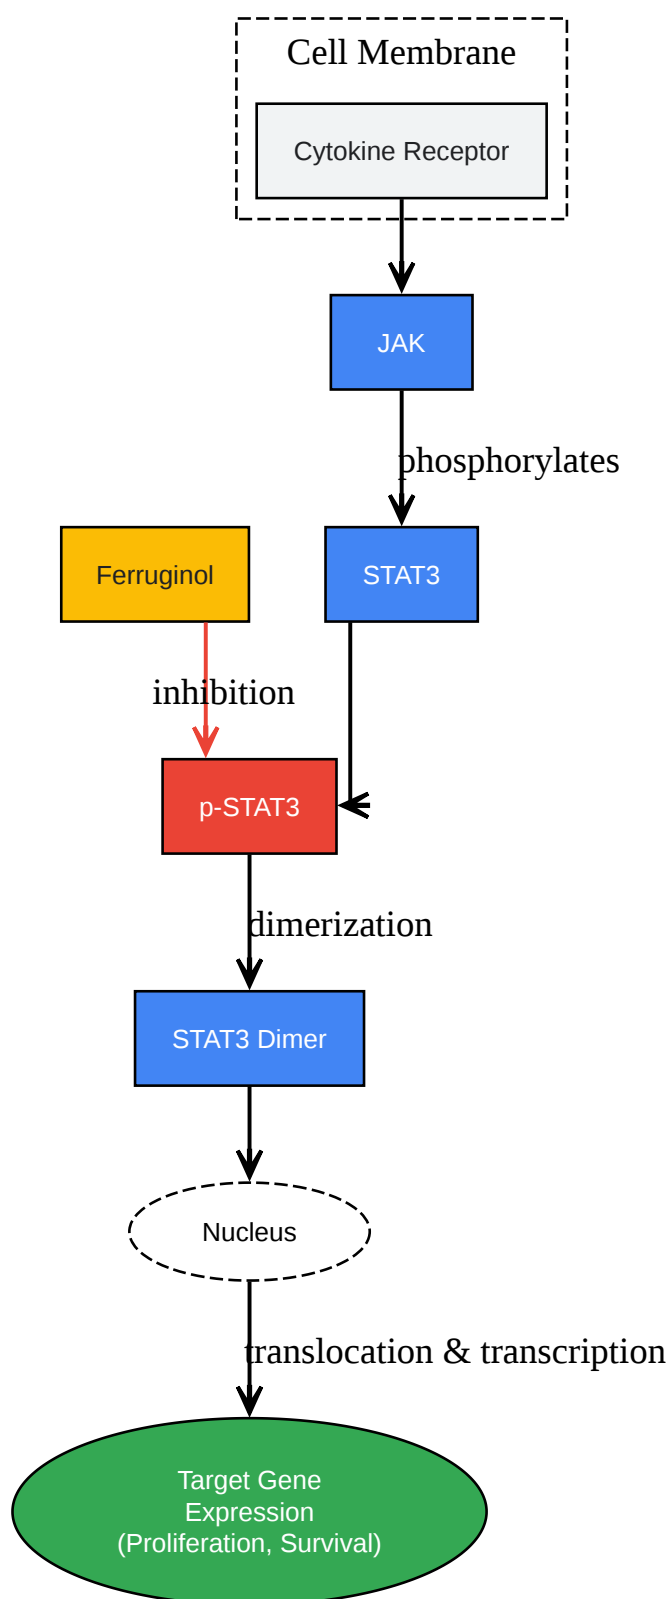 Cell Membrane
Cytokine Receptor
JAK
phosphorylates
Ferruginol
STAT3
inhibition
p-STAT3
dimerization
STAT3 Dimer
Nucleus
translocation & transcription
Target Gene
Expression
(Proliferation, Survival)